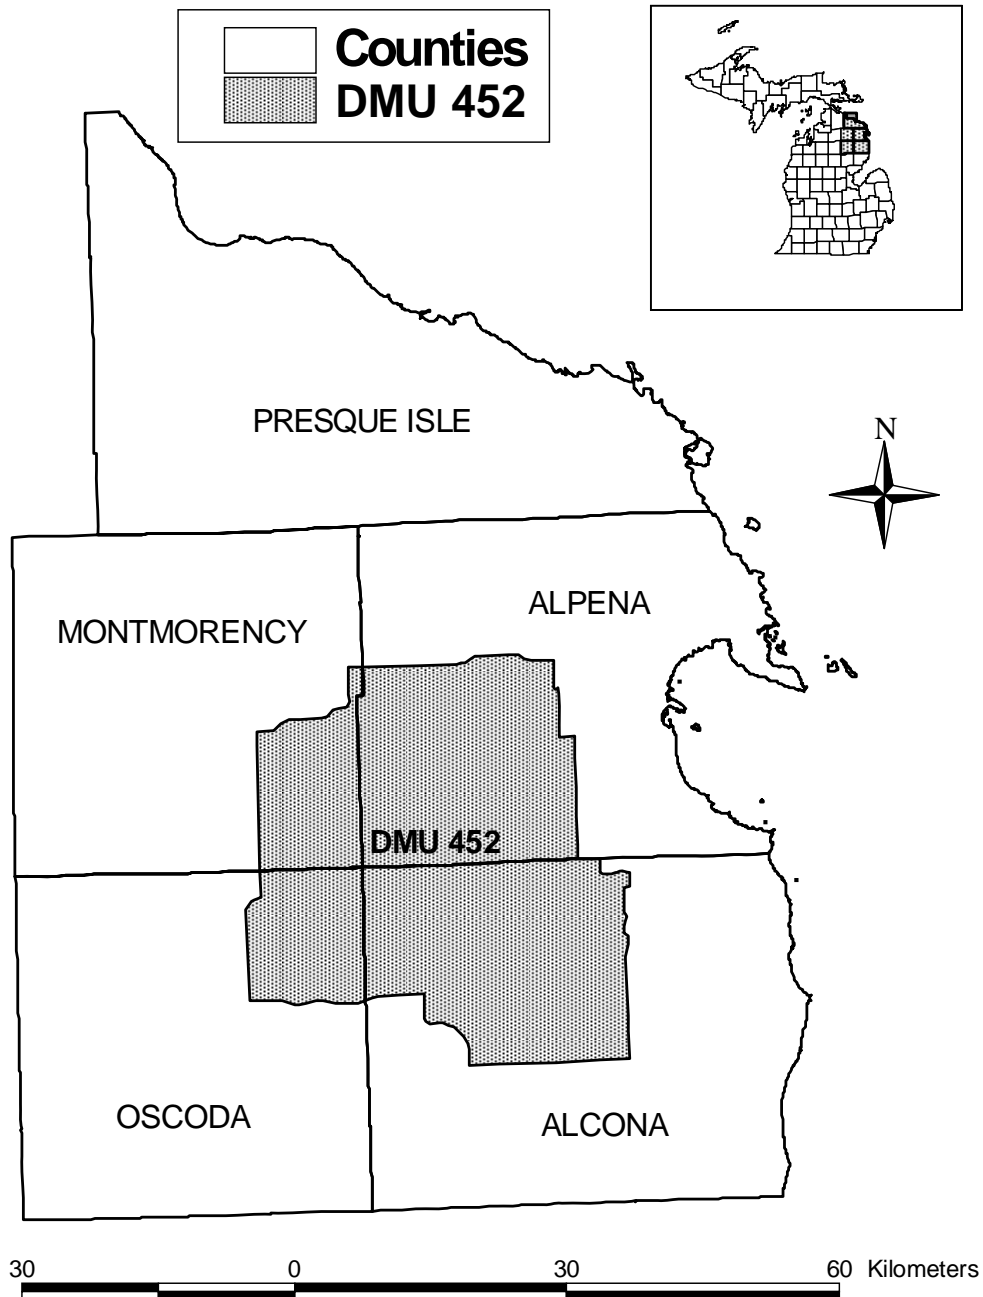 Counties
DMU 452
PRESQUE ISLE
N
ALPENA
MONTMORENCY
DMU 452
OSCODA
ALCONA
30 0 30 60 Kilometers